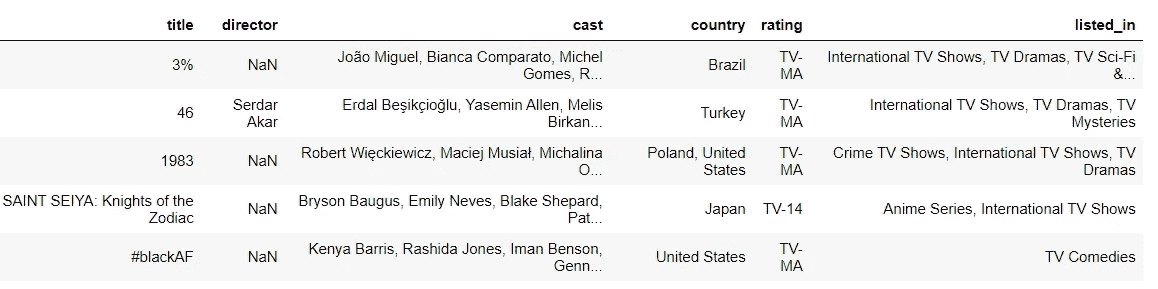 title director cast country rating listed_in
3% NaN João Miguel, Bianca Comparato, Michel Gomes, R... Brazil TV-MA International TV Shows, TV Dramas, TV Sci-Fi &...
46 Serdar Akar Erdal Beşikçioğlu, Yasemin Allen, Melis Birkan... Turkey TV-MA International TV Shows, TV Dramas, TV Mysteries
1983 NaN Robert Więckiewicz, Maciej Musiał, Michalina O... Poland, United States TV-MA Crime TV Shows, International TV Shows, TV Dramas
SAINT SEIYA: Knights of the Zodiac NaN Bryson Baugus, Emily Neves, Blake Shepard, Pat... Japan TV-14 Anime Series, International TV Shows
#blackAF NaN Kenya Barris, Rashida Jones, Iman Benson, Genn... United States TV-MA TV Comedies